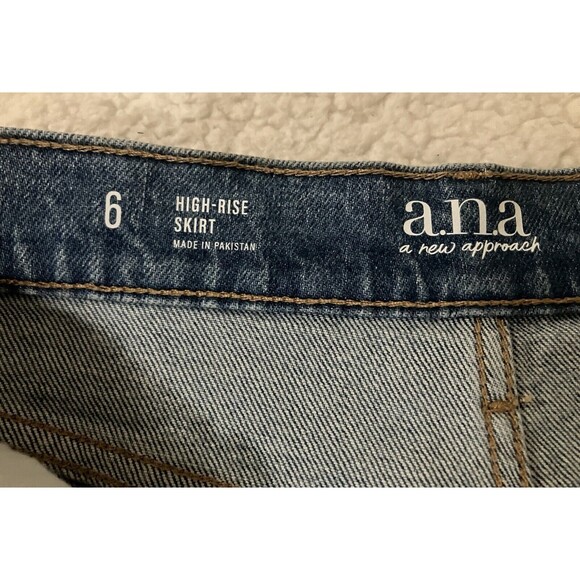 6
HIGH-RISE
SKIRT
MADE IN PAKISTAN
a.n.a
a new approach